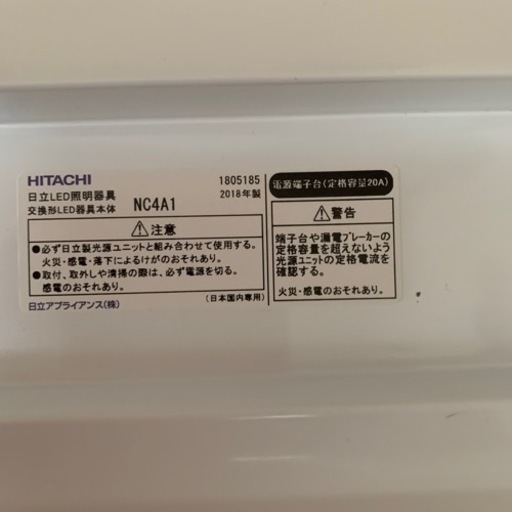 HITACHI
1805185
日立LED照明器具
2018年製
交換形LED器具本体 NC4A1
注意
●必ず日立製光源ユニットと組み合わせて使用する。
火災・感電・落下によるけがのおそれあり。
●取付、取外しや清掃の際は、必ず電源を切る。
感電のおそれあり。
日立アプライアンス(株)
(日本国内専用)
電源端子台(定格容量20A)
警告
端子台や漏電ブレーカーの
定格容量を超えないよう
光源ユニットの定格電流を
確認する。
火災・感電のおそれあり。